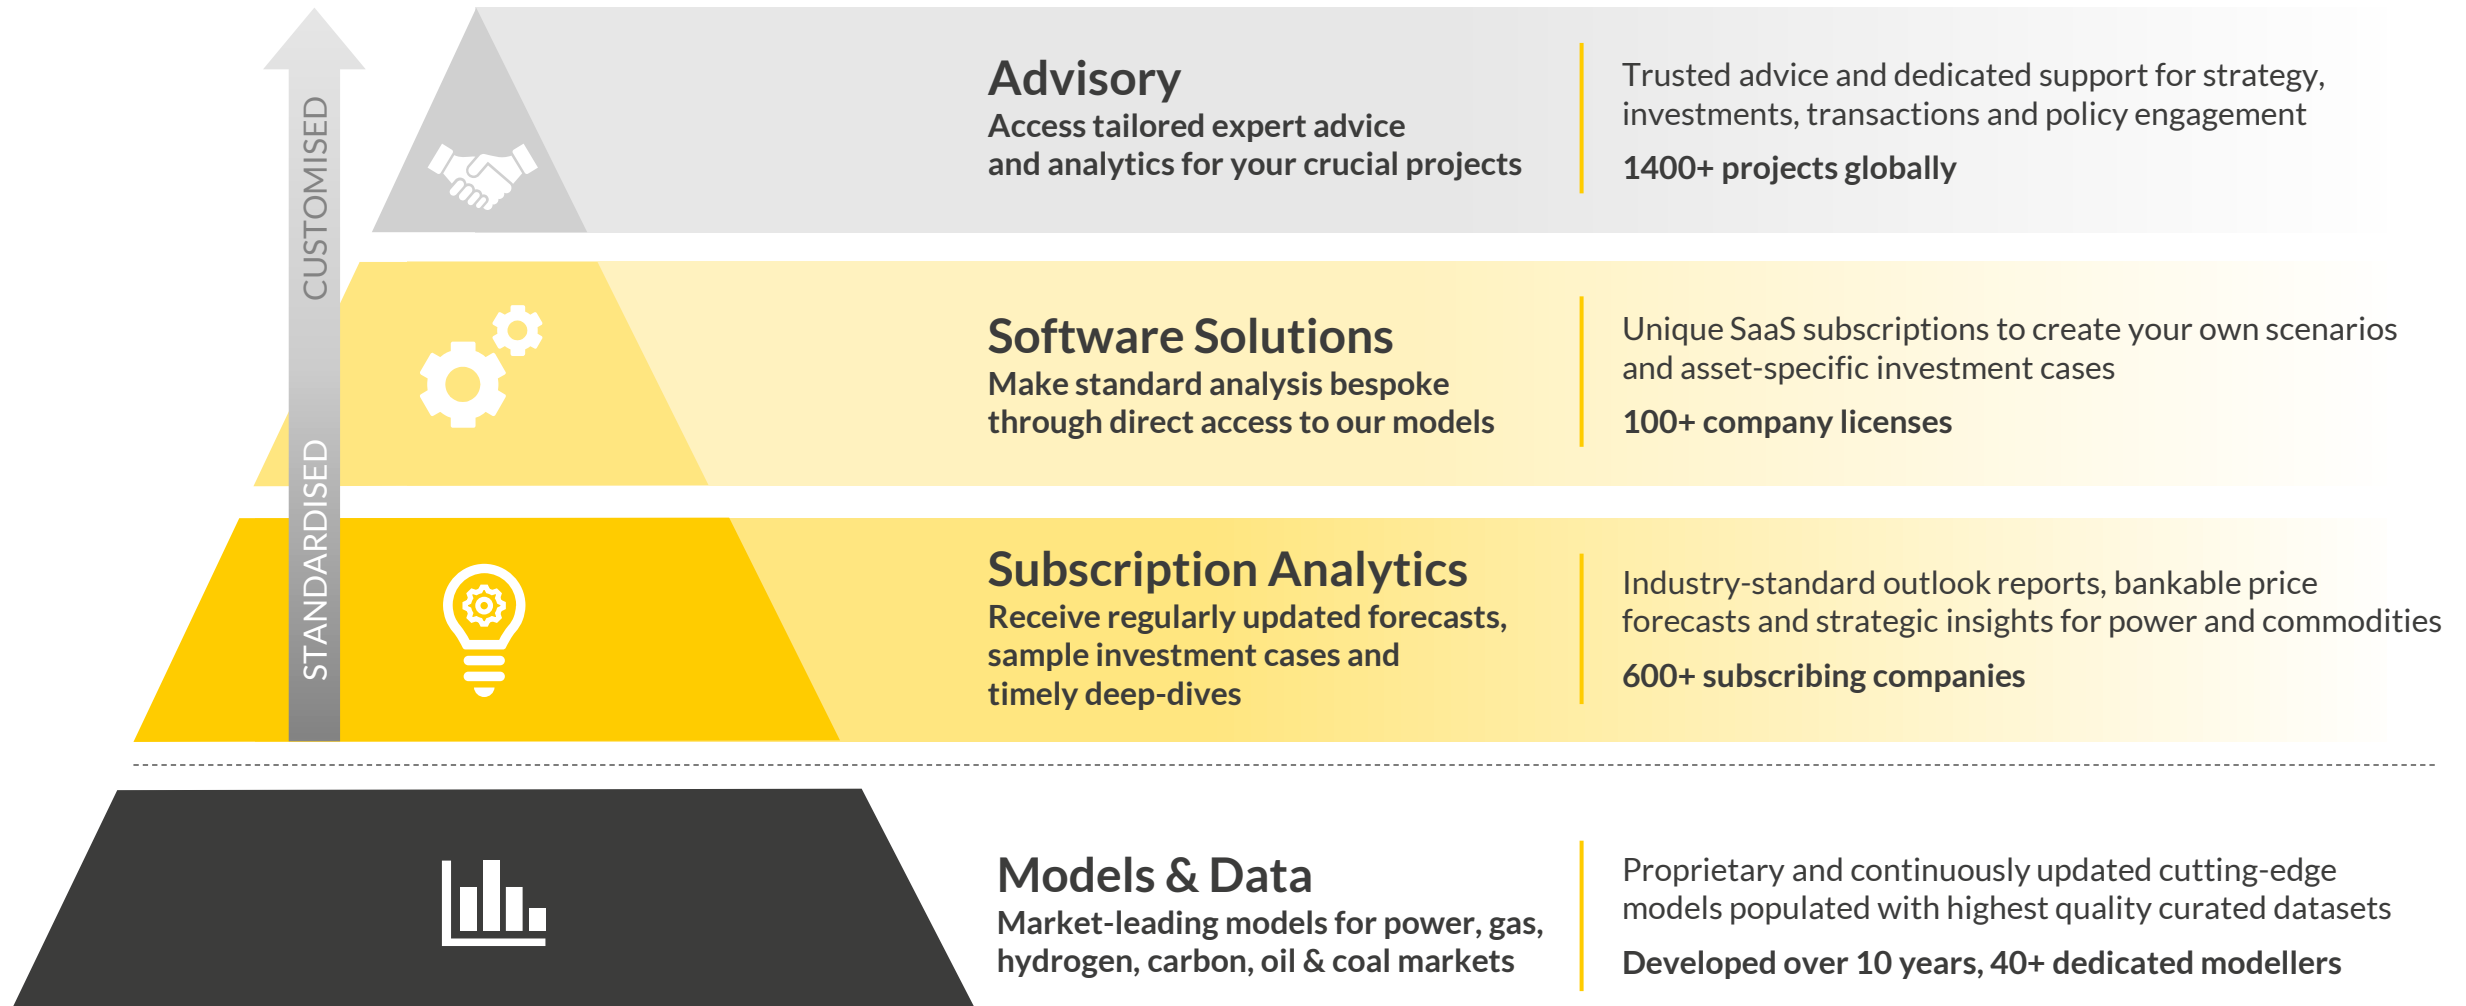 CUSTOMISED
STANDARDISED
Advisory
Access tailored expert advice
and analytics for your crucial projects
Trusted advice and dedicated support for strategy,
investments, transactions and policy engagement
1400+ projects globally
Software Solutions
Make standard analysis bespoke
through direct access to our models
Unique SaaS subscriptions to create your own scenarios
and asset-specific investment cases
100+ company licenses
Subscription Analytics
Receive regularly updated forecasts,
sample investment cases and
timely deep-dives
Industry-standard outlook reports, bankable price
forecasts and strategic insights for power and commodities
600+ subscribing companies
Models & Data
Market-leading models for power, gas,
hydrogen, carbon, oil & coal markets
Proprietary and continuously updated cutting-edge
models populated with highest quality curated datasets
Developed over 10 years, 40+ dedicated modellers